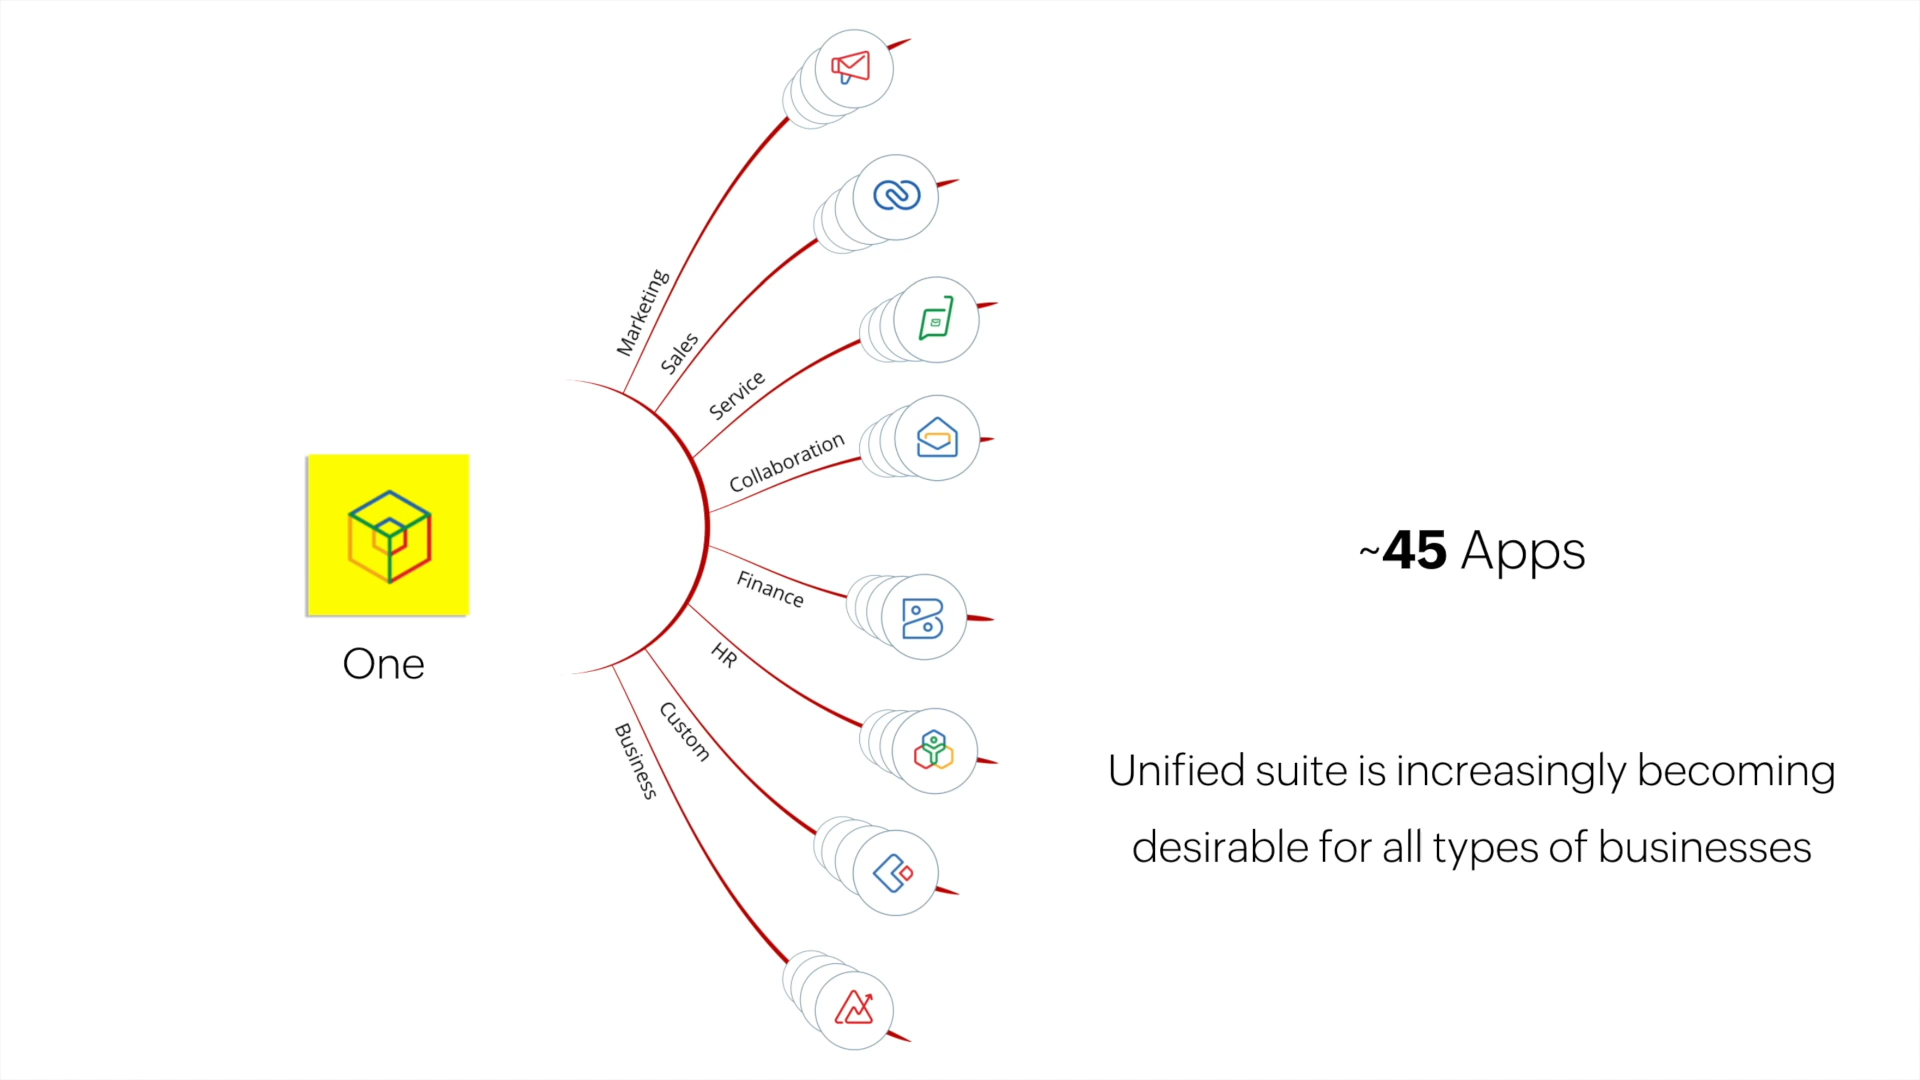 Marketing
Sales
Service
Collaboration
Finance
HR
Custom
Business
One
~45 Apps
Unified suite is increasingly becoming
desirable for all types of businesses